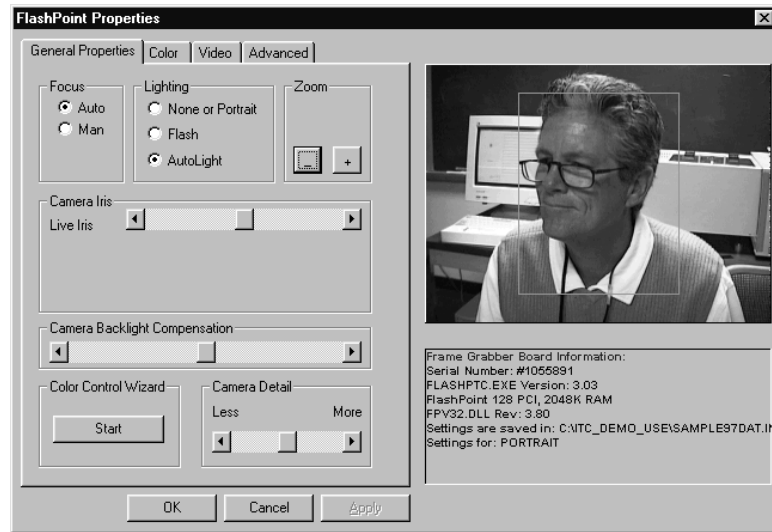 FlashPoint Properties
General Properties
Color
Video
Advanced
Focus
Auto
Man
Lighting
None or Portrait
Flash
AutoLight
Zoom
-
+
Camera Iris
Live Iris
Camera Backlight Compensation
Color Control Wizard
Start
Camera Detail
Less More
Frame Grabber Board Information:
Serial Number: #1055891
FLASHPTC.EXE Version: 3.03
FlashPoint 128 PCI, 2048K RAM
FPV32.DLL Rev: 3.80
Settings are saved in: C:\ITC_DEMO_USE\SAMPLE97DAT.IN
Settings for: PORTRAIT
OK
Cancel
Apply